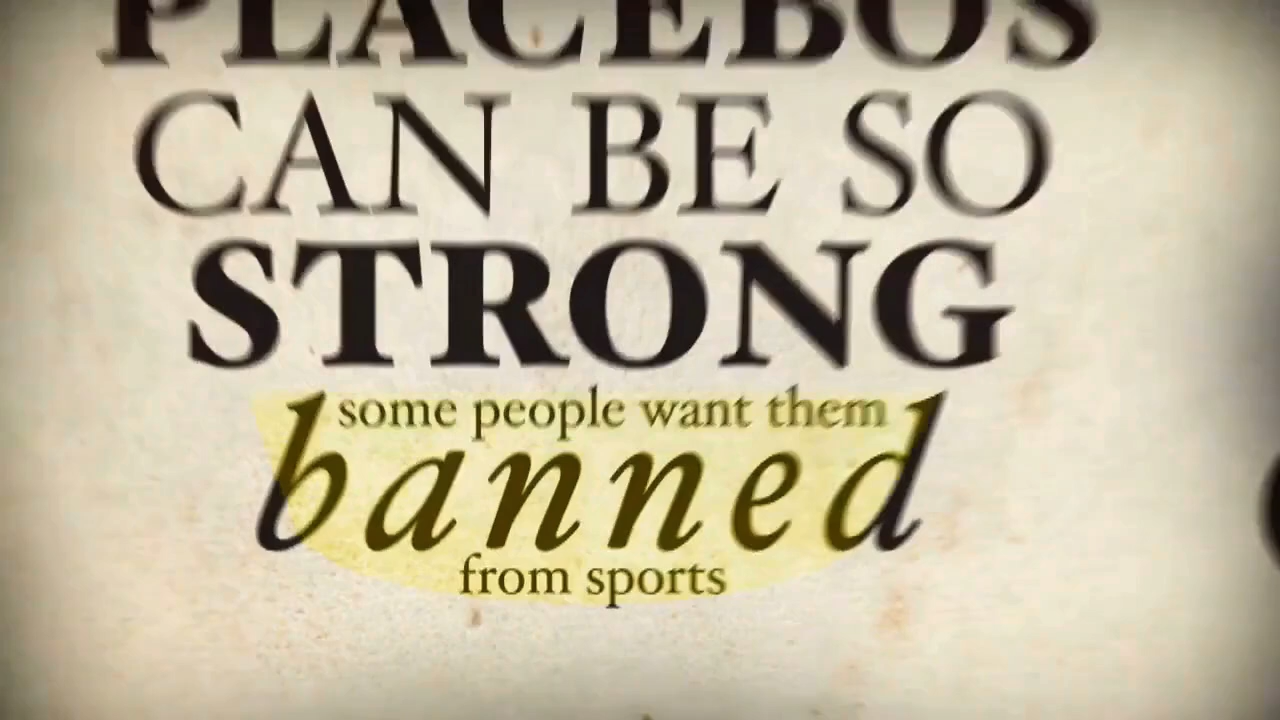 PLACEBOS
CAN BE SO
STRONG
some people want them
banned
from sports